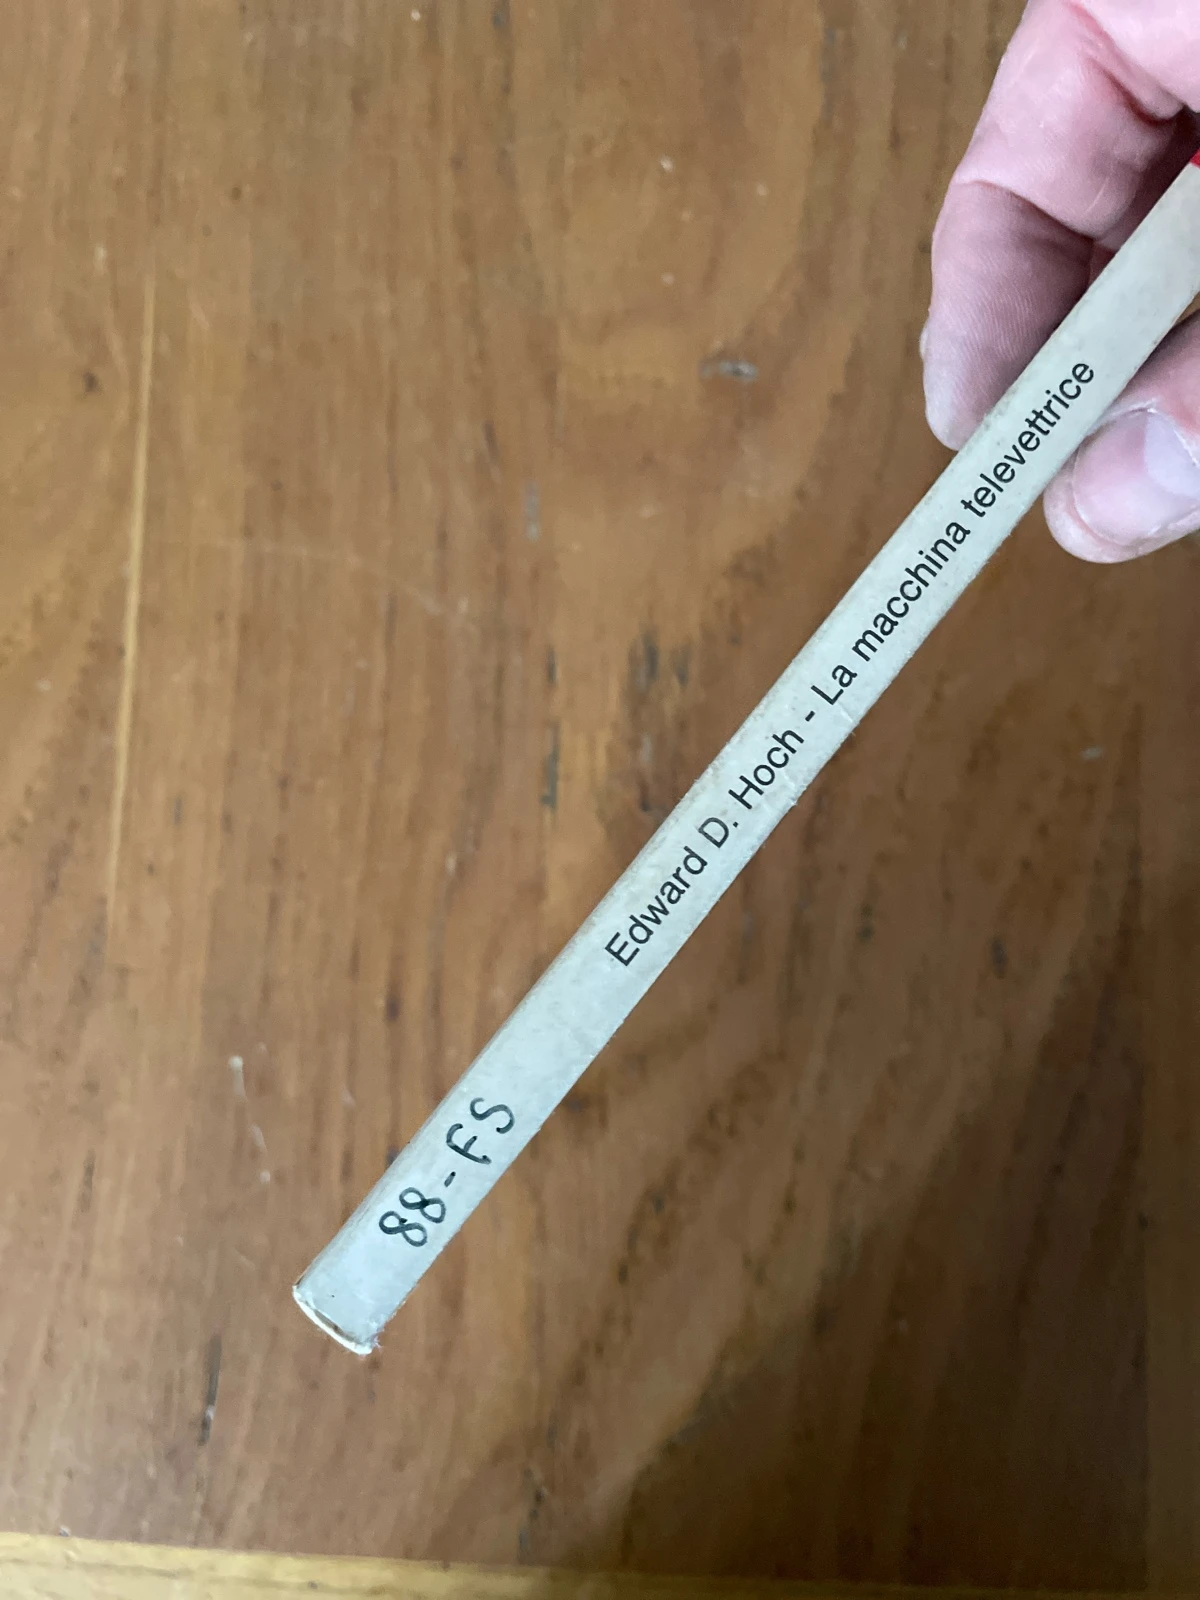 88-FS
Edward D. Hoch - La macchina televettrice